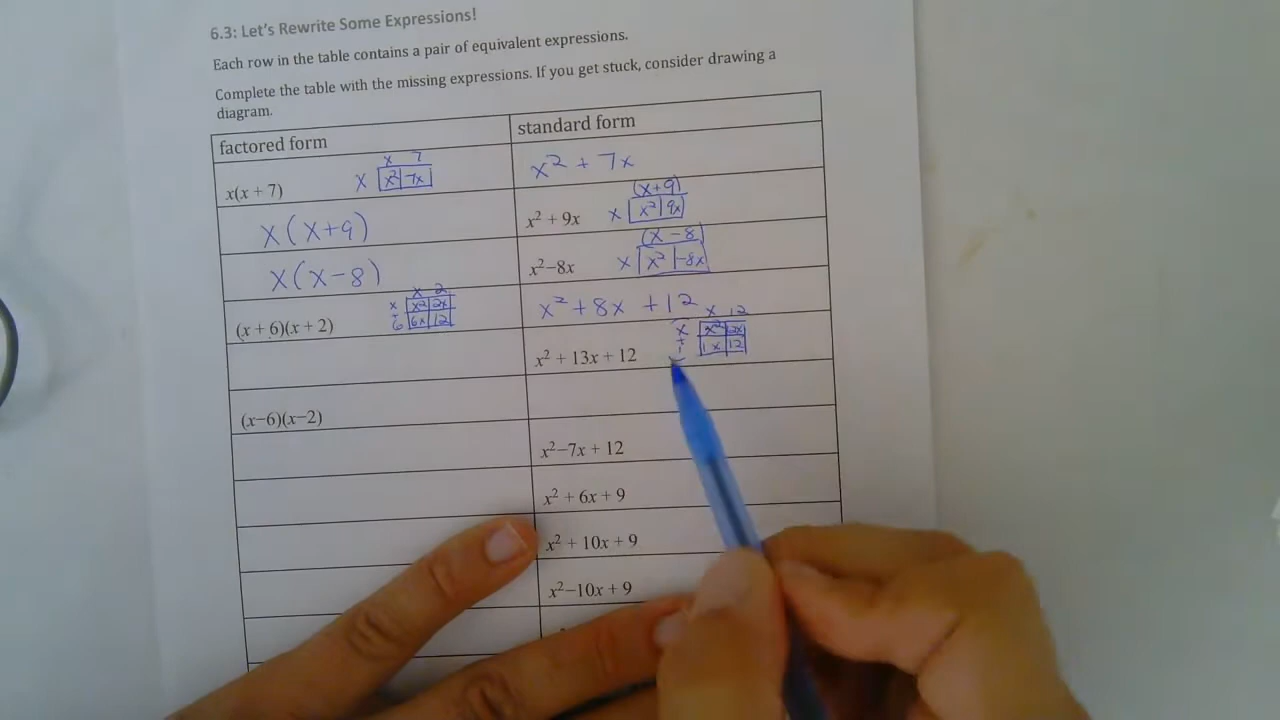 6.3: Let's Rewrite Some Expressions!
Each row in the table contains a pair of equivalent expressions.
Complete the table with the missing expressions. If you get stuck, consider drawing a
diagram.
factored form
standard form
x(x + 7)
x 7
x x² 7x
x² + 7x
x(x+9)
x² + 9x
(x+9)
x x² 9x
x(x-8)
x²−8x
(x-8)
x x² -8x
(x + 6)(x + 2)
x 2
x x² 2x
+
6 6x 12
x² + 8x + 12
x² + 13x + 12
x 12
x x²
+
1x 12
(x−6)(x−2)
x²−7x + 12
x² + 6x + 9
x² + 10x + 9
x²−10x + 9